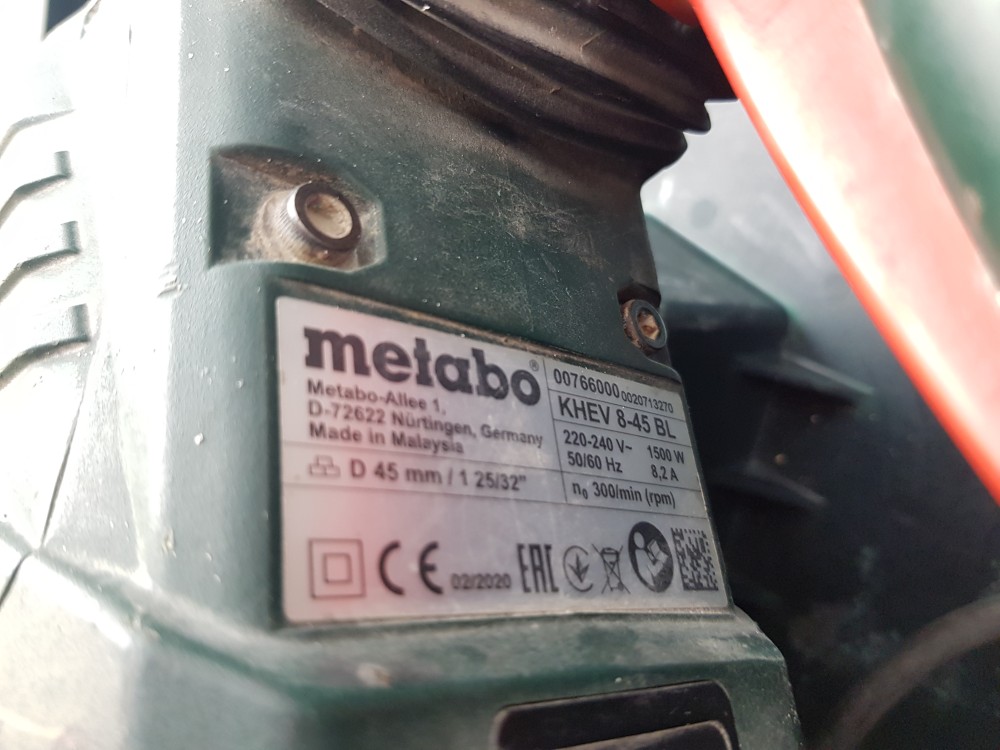 metabo®
Metabo-Allee 1,
D-72622 Nürtingen, Germany
Made in Malaysia
D 45 mm / 1 25/32"
00766000 0020713270
KHEV 8-45 BL
220-240 V~ 1500 W
50/60 Hz 8,2 A
n₀ 300/min (rpm)
CE 02/2020 EAC